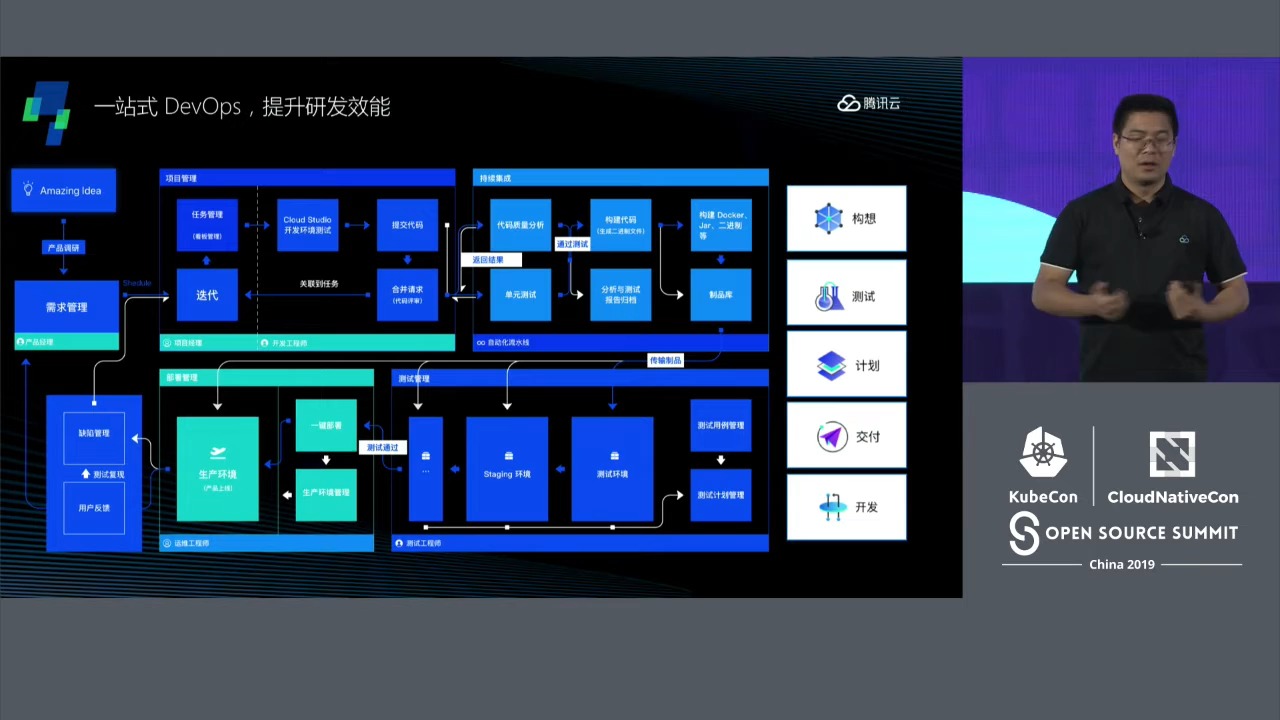 一站式 DevOps，提升研发效能
腾讯云
Amazing Idea
产品调研
需求管理
产品经理
Shedule
项目管理
任务管理
(看板管理)
Cloud Studio
开发环境测试
提交代码
迭代
关联到任务
合并请求
(代码评审)
项目经理
开发工程师
持续集成
代码质量分析
构建代码
(生成二进制文件)
构建 Docker、
Jar、二进制
等
通过测试
返回结果
单元测试
分析与测试
报告归档
制品库
自动化流水线
传输制品
缺陷管理
测试复现
用户反馈
部署管理
生产环境
(产品上线)
一键部署
生产环境管理
运维工程师
测试通过
测试管理
...
Staging 环境
测试环境
测试用例管理
测试计划管理
测试工程师
构想
测试
计划
交付
开发
KubeCon
CloudNativeCon
OPEN SOURCE SUMMIT
China 2019